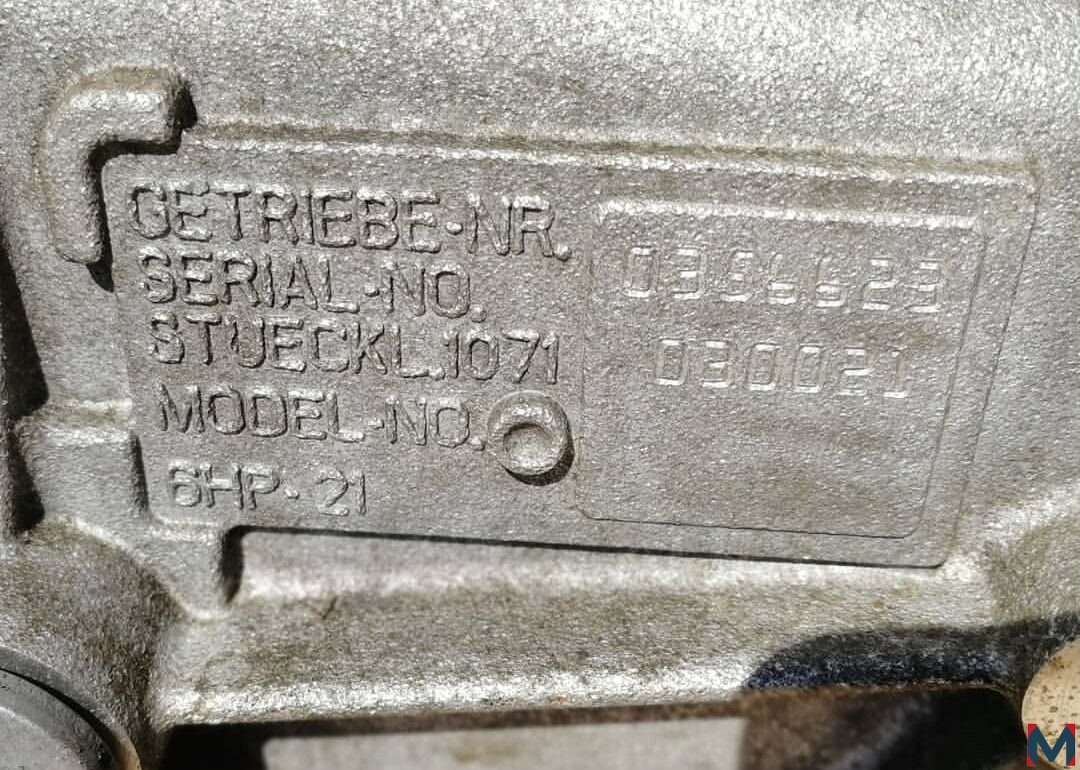 GETRIEBE-NR.
SERIAL-NO.
STUECKL.1071 030021
MODEL-NO.
6HP-21
M